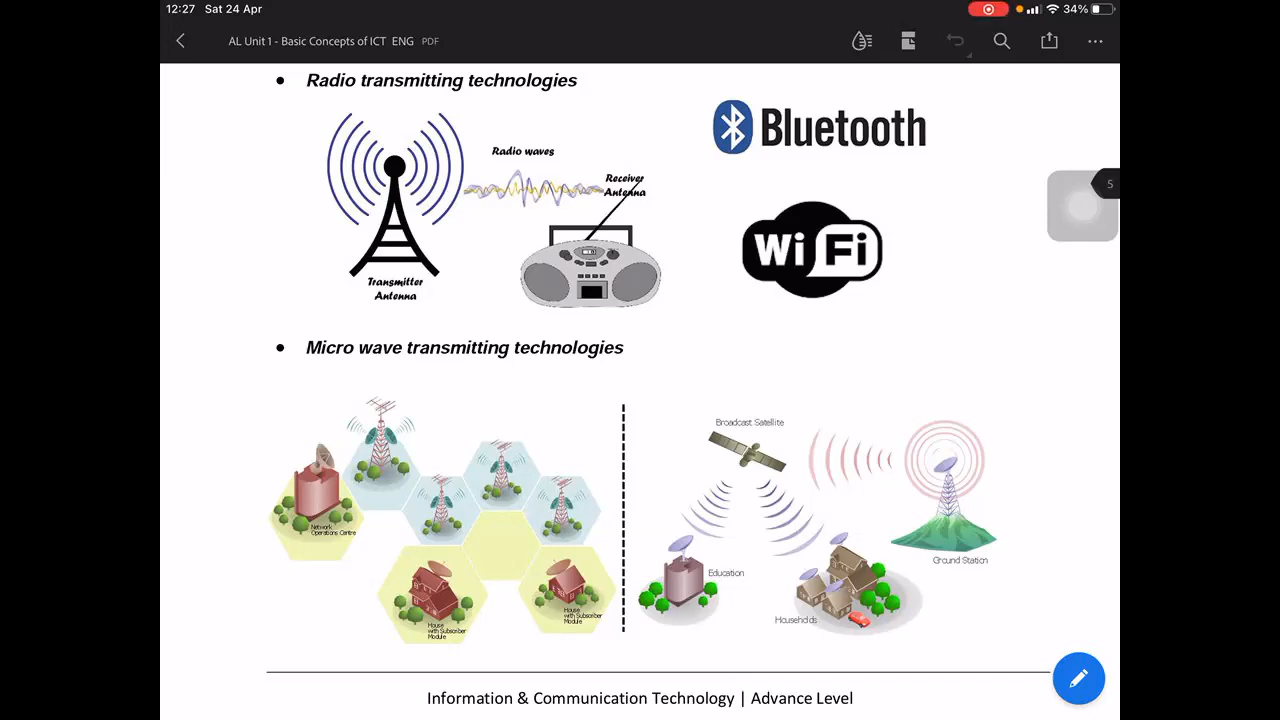 12:27 Sat 24 Apr
34%
AL Unit 1 - Basic Concepts of ICT ENG PDF
• Radio transmitting technologies
Bluetooth
Radio waves
Receiver
Antenna
5
WiFi
Transmitter
Antenna
• Micro wave transmitting technologies
Broadcast Satellite
Network
Operations Centre
Ground Station
Education
House
with Subscriber
Module
House
with Subscriber
Module
Households
Information & Communication Technology | Advance Level